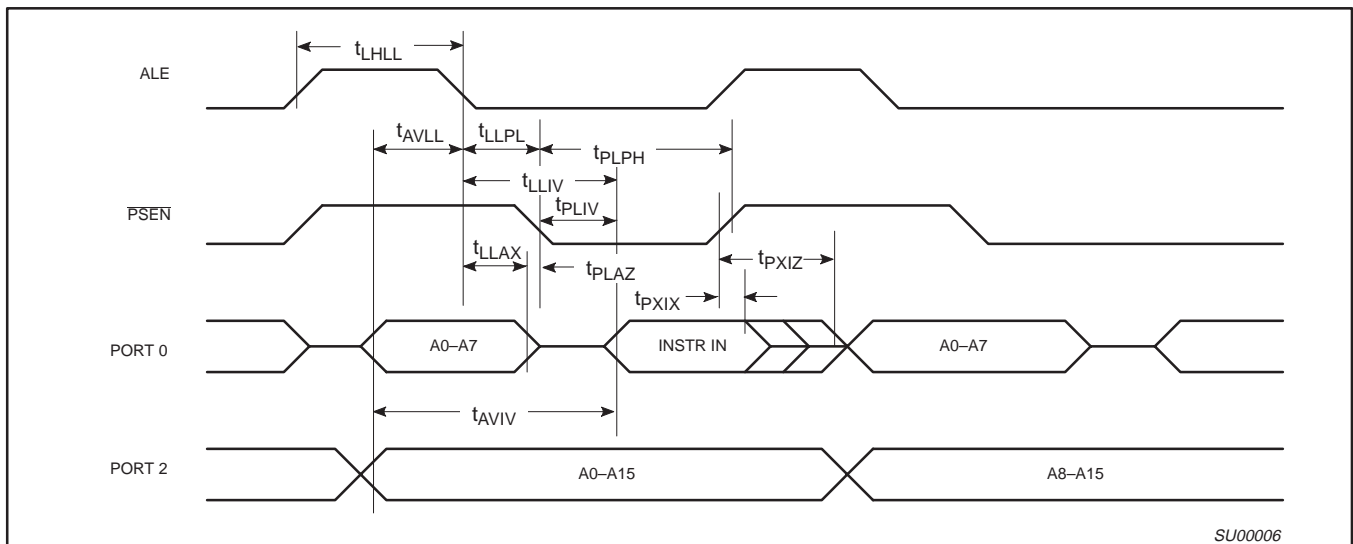 tLHLL
ALE
tAVLL tLLPL
tPLPH
tLLIV
PSEN
tPLIV
tLLAX
tPLAZ
tPXIZ
tPXIX
PORT 0
A0–A7
INSTR IN
A0–A7
tAVIV
PORT 2
A0–A15
A8–A15
SU00006